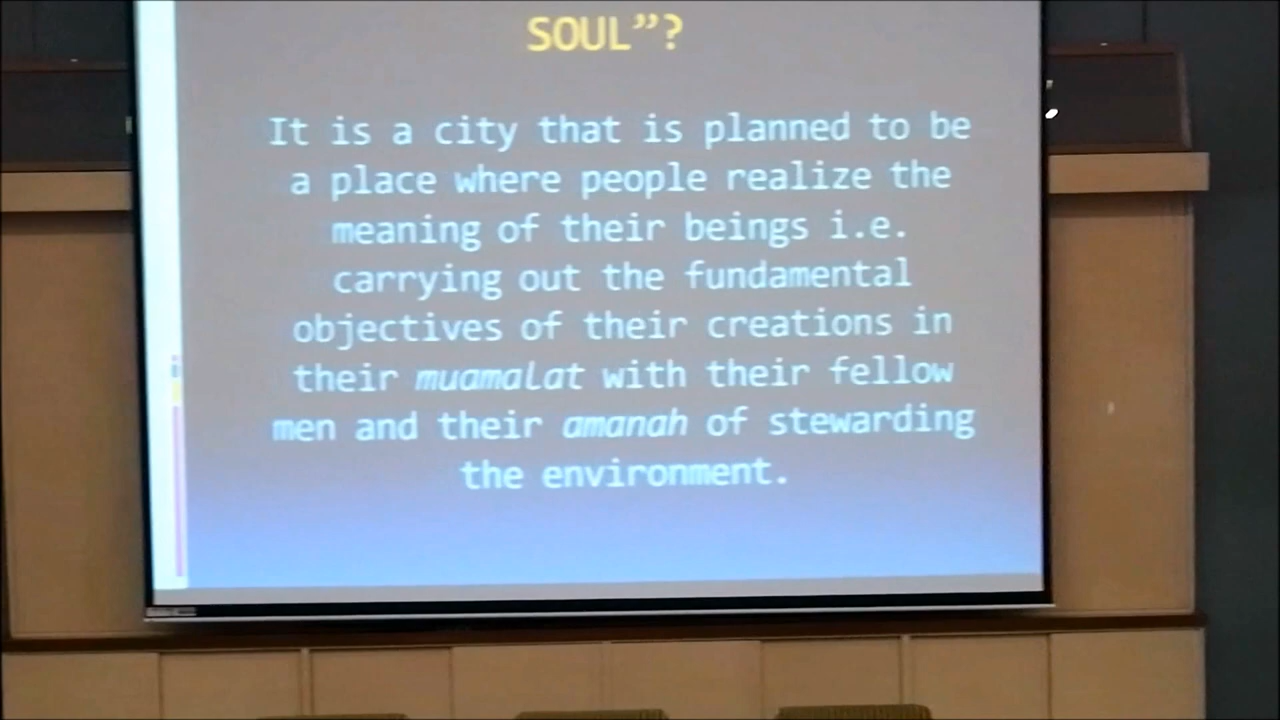 SOUL”?
It is a city that is planned to be
a place where people realize the
meaning of their beings i.e.
carrying out the fundamental
objectives of their creations in
their muamalat with their fellow
men and their amanah of stewarding
the environment.